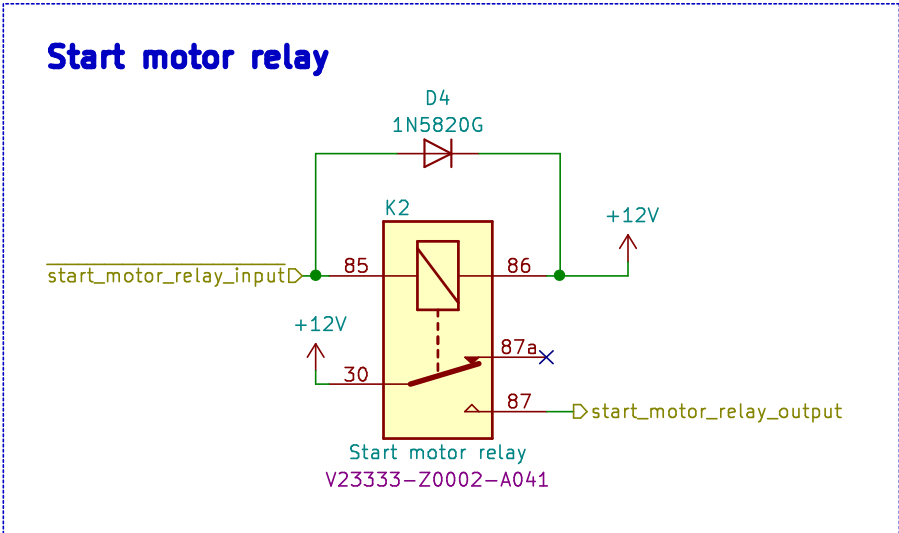 Start motor relay
D4
1N5820G
K2
+12V
start_motor_relay_input
85
86
+12V
87a
30
87
start_motor_relay_output
Start motor relay
V23333-Z0002-A041